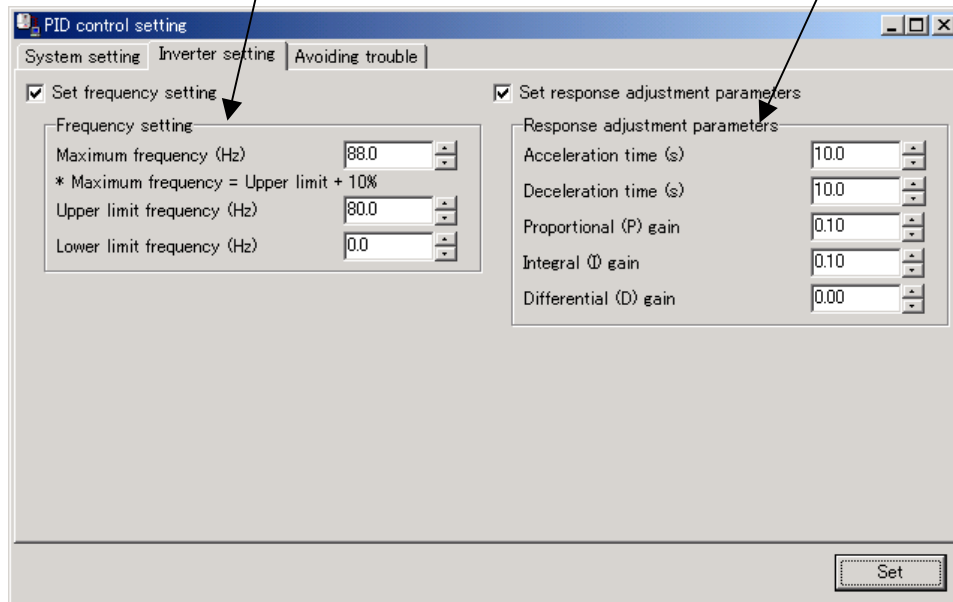 PID control setting
System setting Inverter setting Avoiding trouble
Set frequency setting
Frequency setting
Maximum frequency (Hz) 88.0
* Maximum frequency = Upper limit + 10%
Upper limit frequency (Hz) 80.0
Lower limit frequency (Hz) 0.0
Set response adjustment parameters
Response adjustment parameters
Acceleration time (s) 10.0
Deceleration time (s) 10.0
Proportional (P) gain 0.10
Integral (I) gain 0.10
Differential (D) gain 0.00
Set